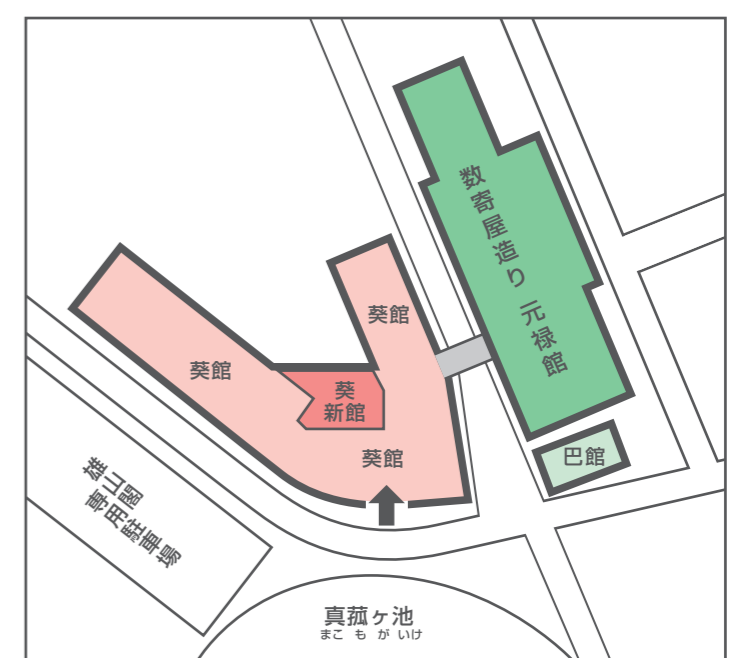 数寄屋造り 元禄館
葵館
葵館
葵
新館
葵館
巴館
雄山閣
専用駐車場
真菰ヶ池
まこもがいけ